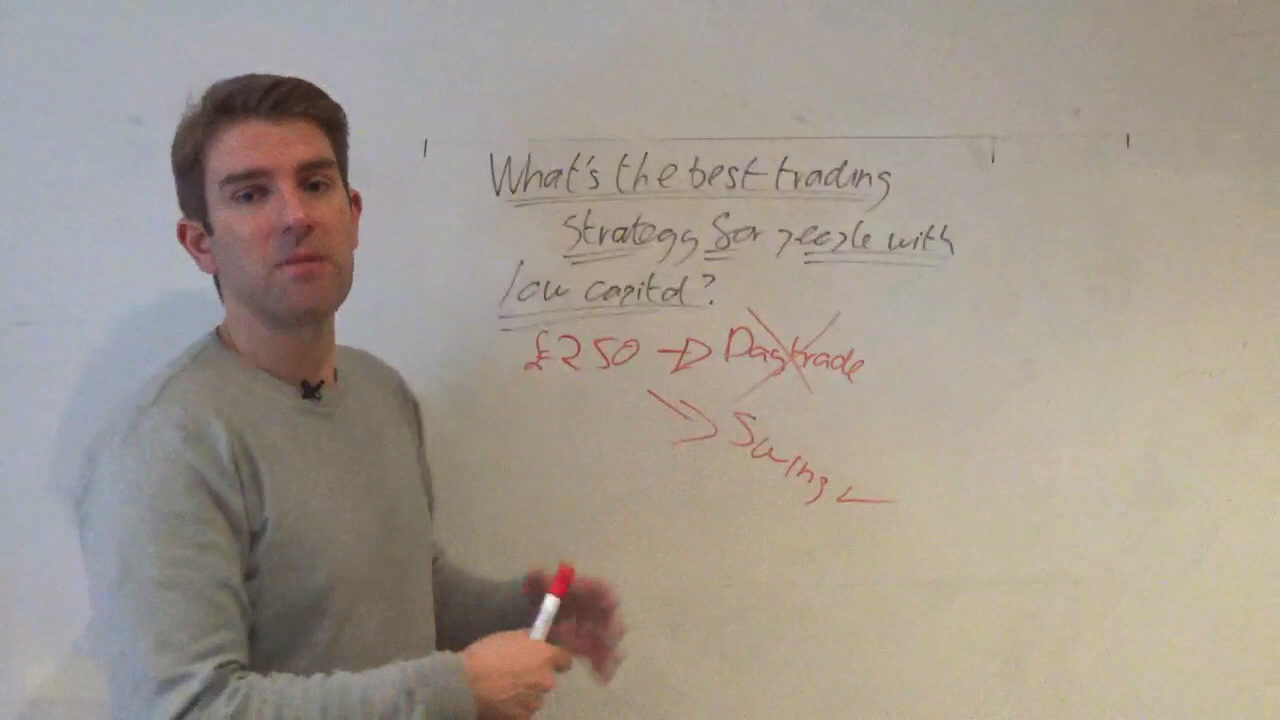 What's the best trading
strategy for people with
low capital?
£250 → Daytrade
→ Swing ←